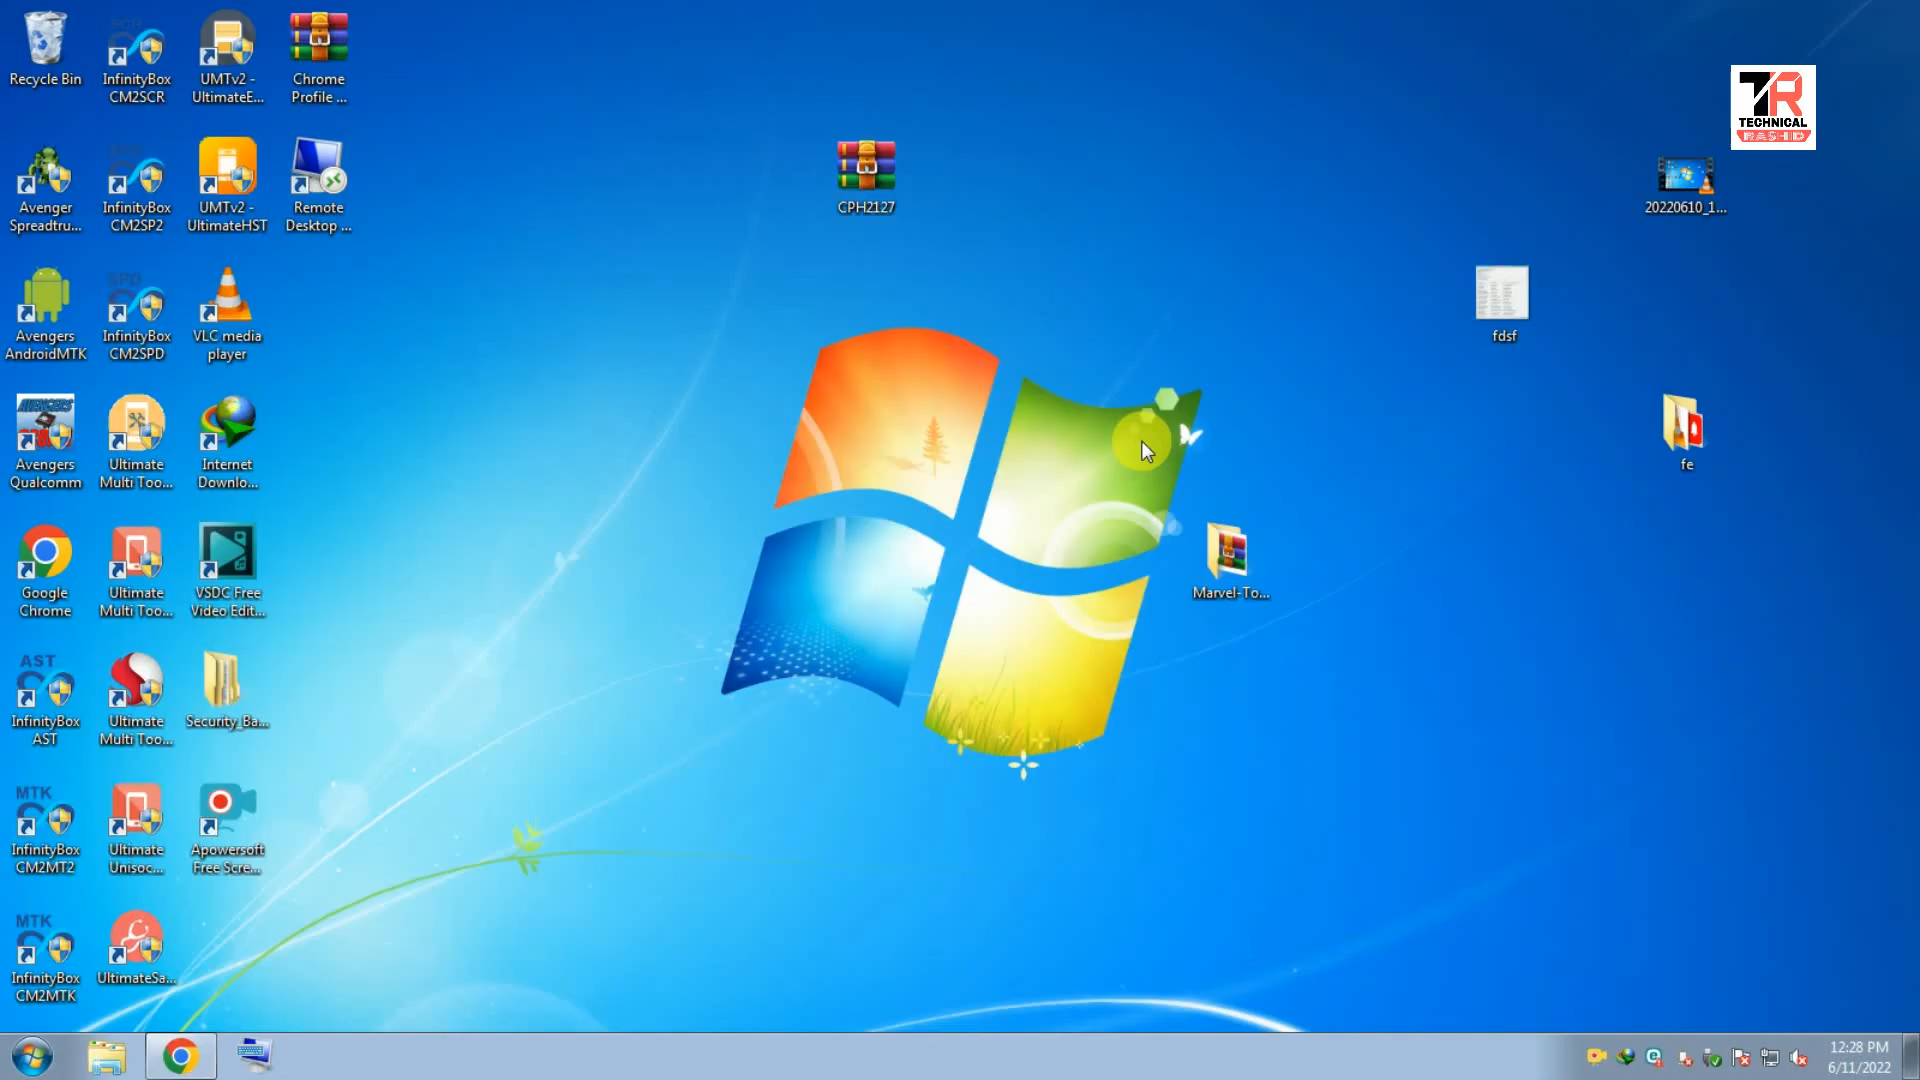 Recycle Bin
InfinityBox
CM2SCR
UMTv2 -
UltimateE...
Chrome
Profile ...
TR
TECHNICAL
RASHID
Avenger
Spreadtru...
InfinityBox
CM2SP2
UMTv2 -
UltimateHST
Remote
Desktop ...
CPH2127
20220610_1...
Avengers
AndroidMTK
SPD
InfinityBox
CM2SPD
VLC media
player
fdsf
AVENGERS
Avengers
Qualcomm
Ultimate
Multi Too...
Internet
Downlo...
fe
Google
Chrome
Ultimate
Multi Too...
VSDC Free
Video Edit...
Marvel-To...
AST
InfinityBox
AST
Ultimate
Multi Too...
Security_Ba...
MTK
InfinityBox
CM2MT2
Ultimate
Unisoc...
Apowersoft
Free Scre...
MTK
InfinityBox
CM2MTK
UltimateSa...
12:28 PM
6/11/2022